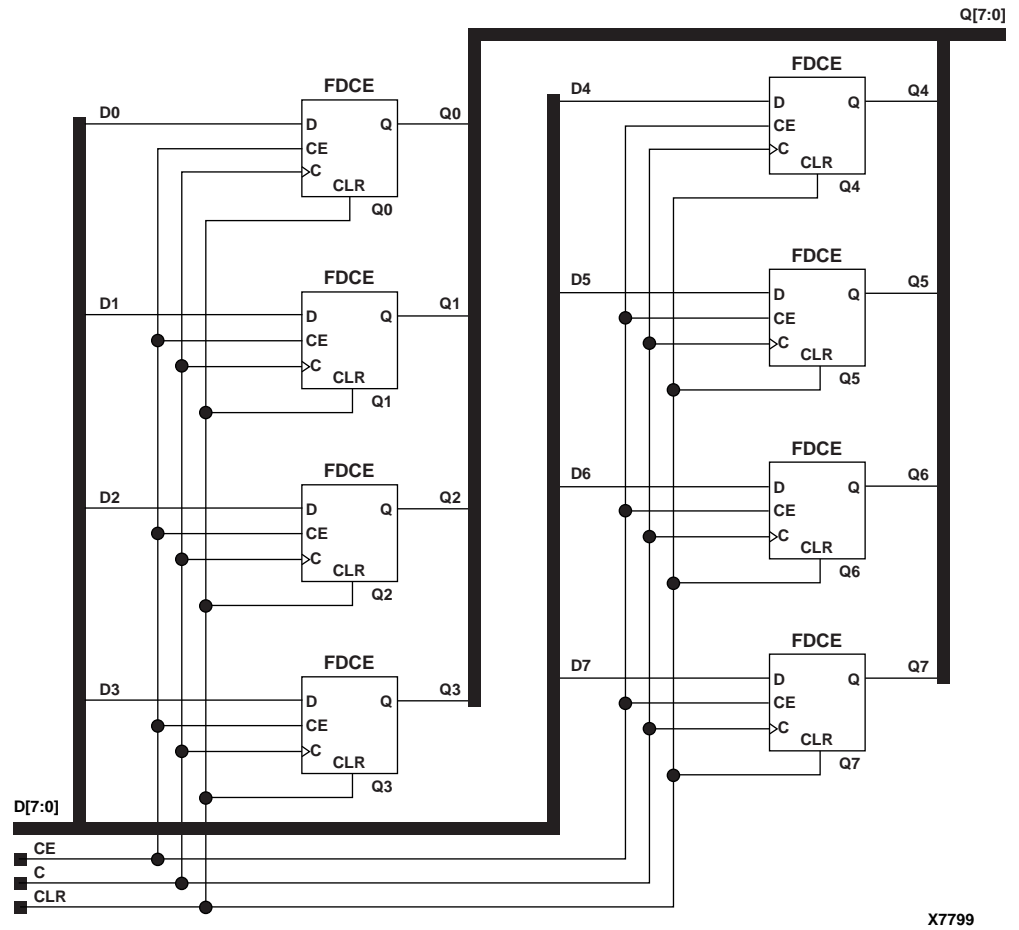 Q[7:0]
FDCE
D0
D
Q
Q0
CE
C
CLR
Q0
FDCE
D1
D
Q
Q1
CE
C
CLR
Q1
FDCE
D2
D
Q
Q2
CE
C
CLR
Q2
FDCE
D3
D
Q
Q3
CE
C
CLR
Q3
FDCE
D4
D
Q
Q4
CE
C
CLR
Q4
FDCE
D5
D
Q
Q5
CE
C
CLR
Q5
FDCE
D6
D
Q
Q6
CE
C
CLR
Q6
FDCE
D7
D
Q
Q7
CE
C
CLR
Q7
D[7:0]
CE
C
CLR
X7799